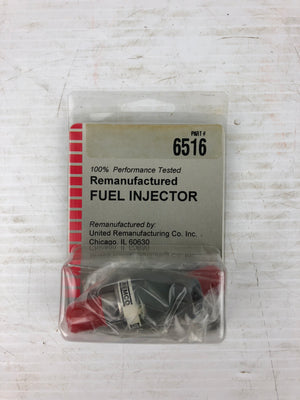 PART #
6516
100% Performance Tested
Remanufactured
FUEL INJECTOR
Remanufactured by:
United Remanufacturing Co. Inc.
Chicago, IL 60630